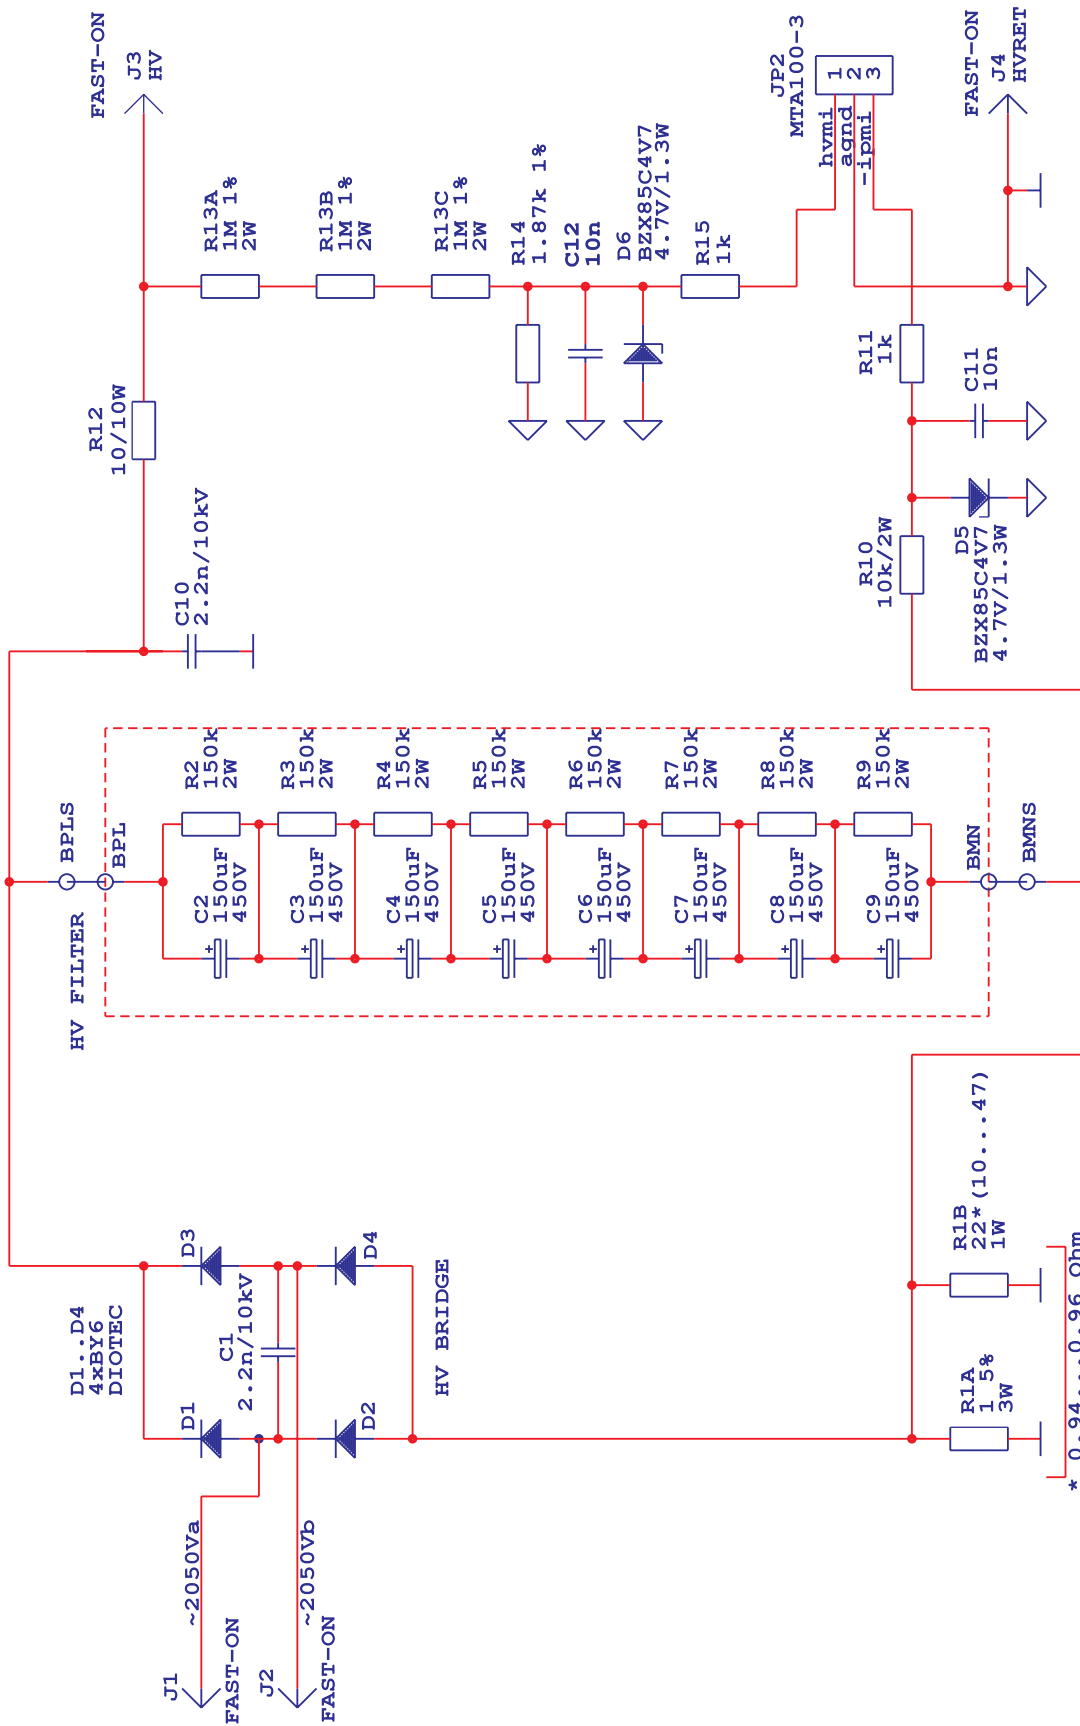 FAST-ON
J3
HV
R13A
1M 1%
2W
R13B
1M 1%
2W
R13C
1M 1%
2W
R14
1.87k 1%
C12
10n
D6
BZX85C4V7
4.7V/1.3W
R15
1k
JP2
MTA100-3
1
2
3
hvmi
agnd
-ipmi
FAST-ON
J4
HVRET
R12
10/10W
C10
2.2n/10kV
R11
1k
C11
10n
R10
10k/2W
D5
BZX85C4V7
4.7V/1.3W
BPLS
BPL
HV FILTER
R2
150k
2W
R3
150k
2W
R4
150k
2W
R5
150k
2W
R6
150k
2W
R7
150k
2W
R8
150k
2W
R9
150k
2W
C2
150uF
450V
+
C3
150uF
450V
+
C4
150uF
450V
+
C5
150uF
450V
+
C6
150uF
450V
+
C7
150uF
450V
+
C8
150uF
450V
+
C9
150uF
450V
+
BMN
BMNS
D1..D4
4xBY6
DIOTEC
D3
D4
D1
D2
C1
2.2n/10kV
HV BRIDGE
R1B
22*(10...47)
1W
R1A
1 5%
3W
* 0.94...0.96 Ohm
~2050Va
~2050Vb
J1
FAST-ON
J2
FAST-ON